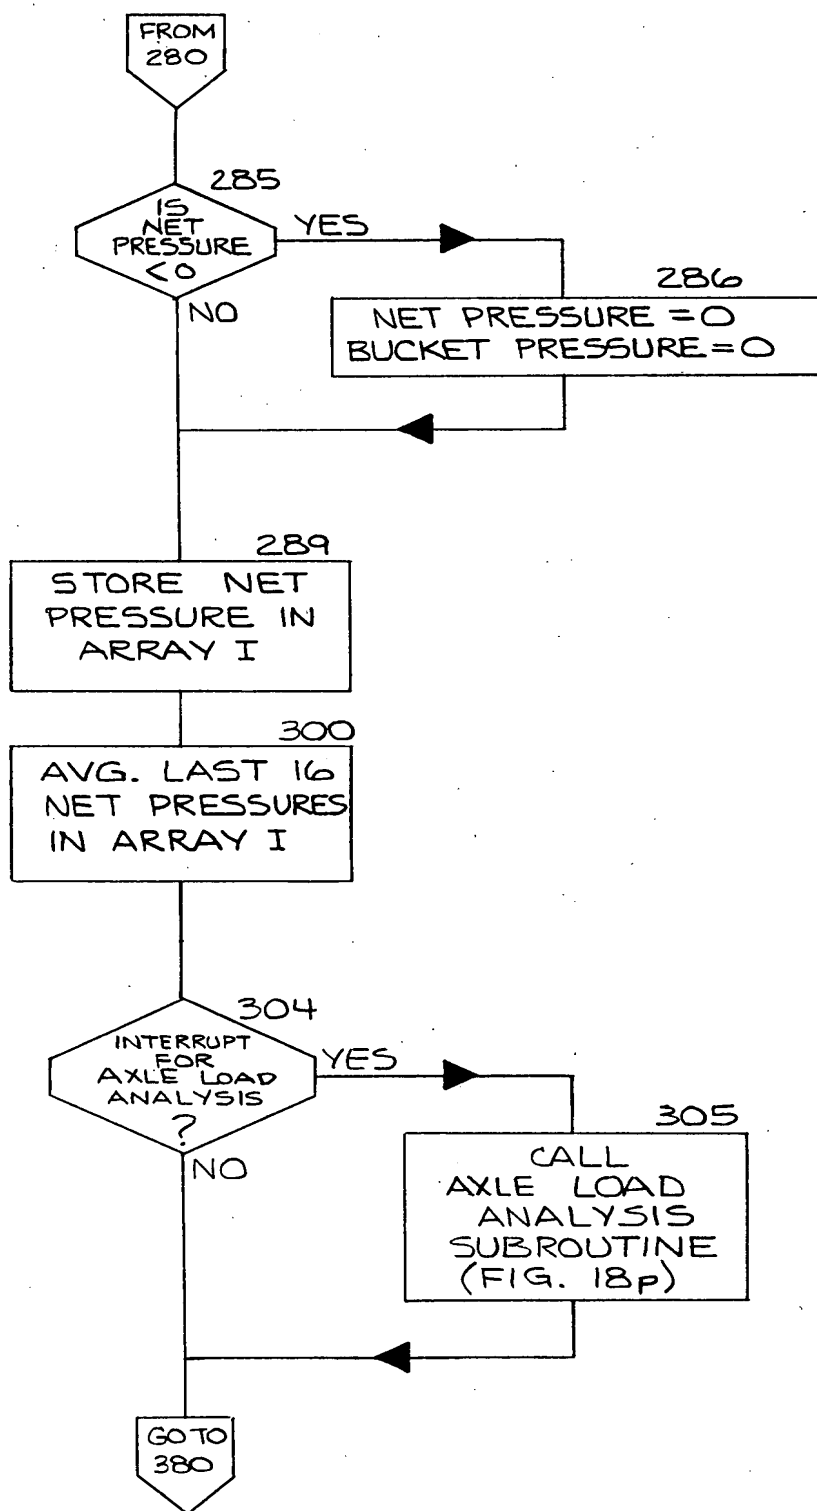 FROM
280
285
IS
NET
PRESSURE
<0
YES
NO
286
NET PRESSURE = 0
BUCKET PRESSURE = 0
289
STORE NET
PRESSURE IN
ARRAY I
300
AVG. LAST 16
NET PRESSURES
IN ARRAY I
304
INTERRUPT
FOR
AXLE LOAD
ANALYSIS
?
YES
NO
305
CALL
AXLE LOAD
ANALYSIS
SUBROUTINE
(FIG. 18p)
GO TO
380